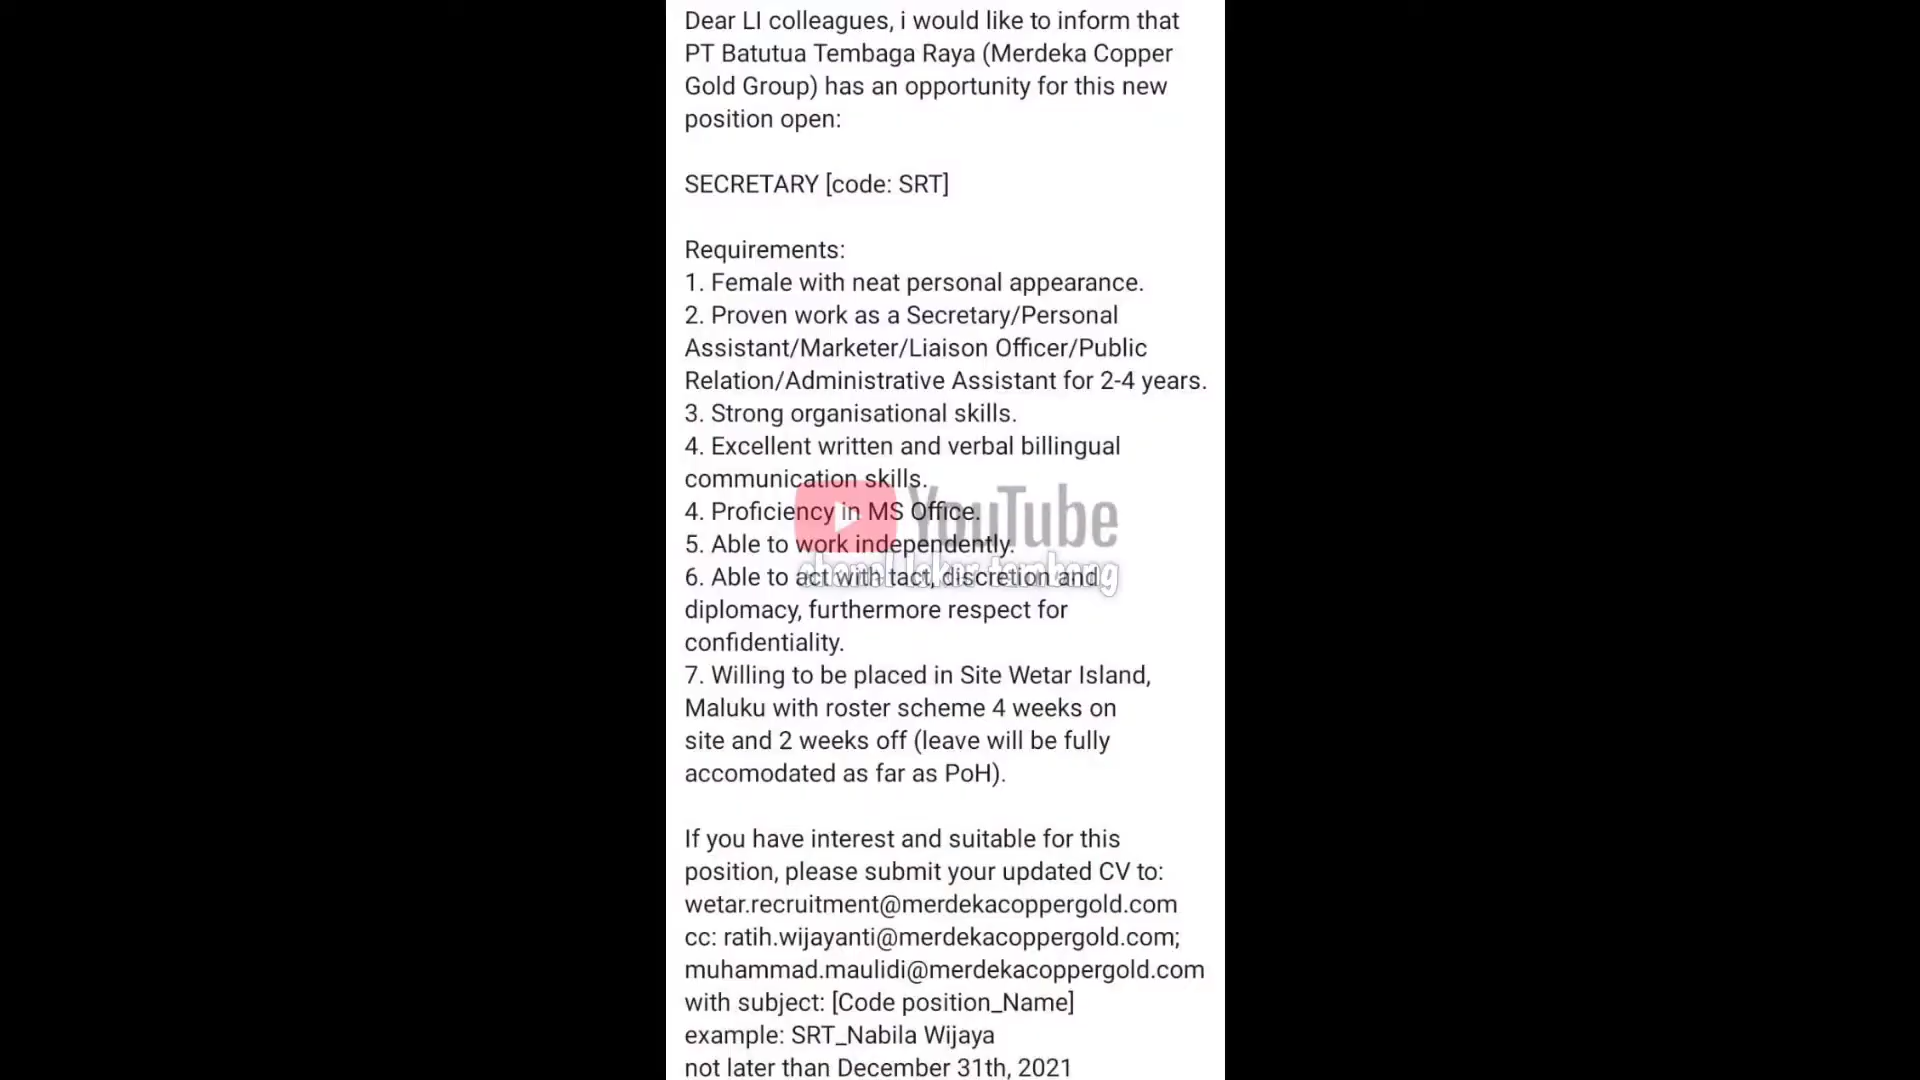 Dear LI colleagues, i would like to inform that
PT Batutua Tembaga Raya (Merdeka Copper
Gold Group) has an opportunity for this new
position open:
SECRETARY [code: SRT]
Requirements:
1. Female with neat personal appearance.
2. Proven work as a Secretary/Personal
Assistant/Marketer/Liaison Officer/Public
Relation/Administrative Assistant for 2-4 years.
3. Strong organisational skills.
4. Excellent written and verbal billingual
communication skills.
4. Proficiency in MS Office.
YouTube
5. Able to work independently.
6. Able to act with tact, discretion and
chanel loker tambang
diplomacy, furthermore respect for
confidentiality.
7. Willing to be placed in Site Wetar Island,
Maluku with roster scheme 4 weeks on
site and 2 weeks off (leave will be fully
accomodated as far as PoH).
If you have interest and suitable for this
position, please submit your updated CV to:
wetar.recruitment@merdekacoppergold.com
cc: ratih.wijayanti@merdekacoppergold.com;
muhammad.maulidi@merdekacoppergold.com
with subject: [Code position_Name]
example: SRT_Nabila Wijaya
not later than December 31th, 2021